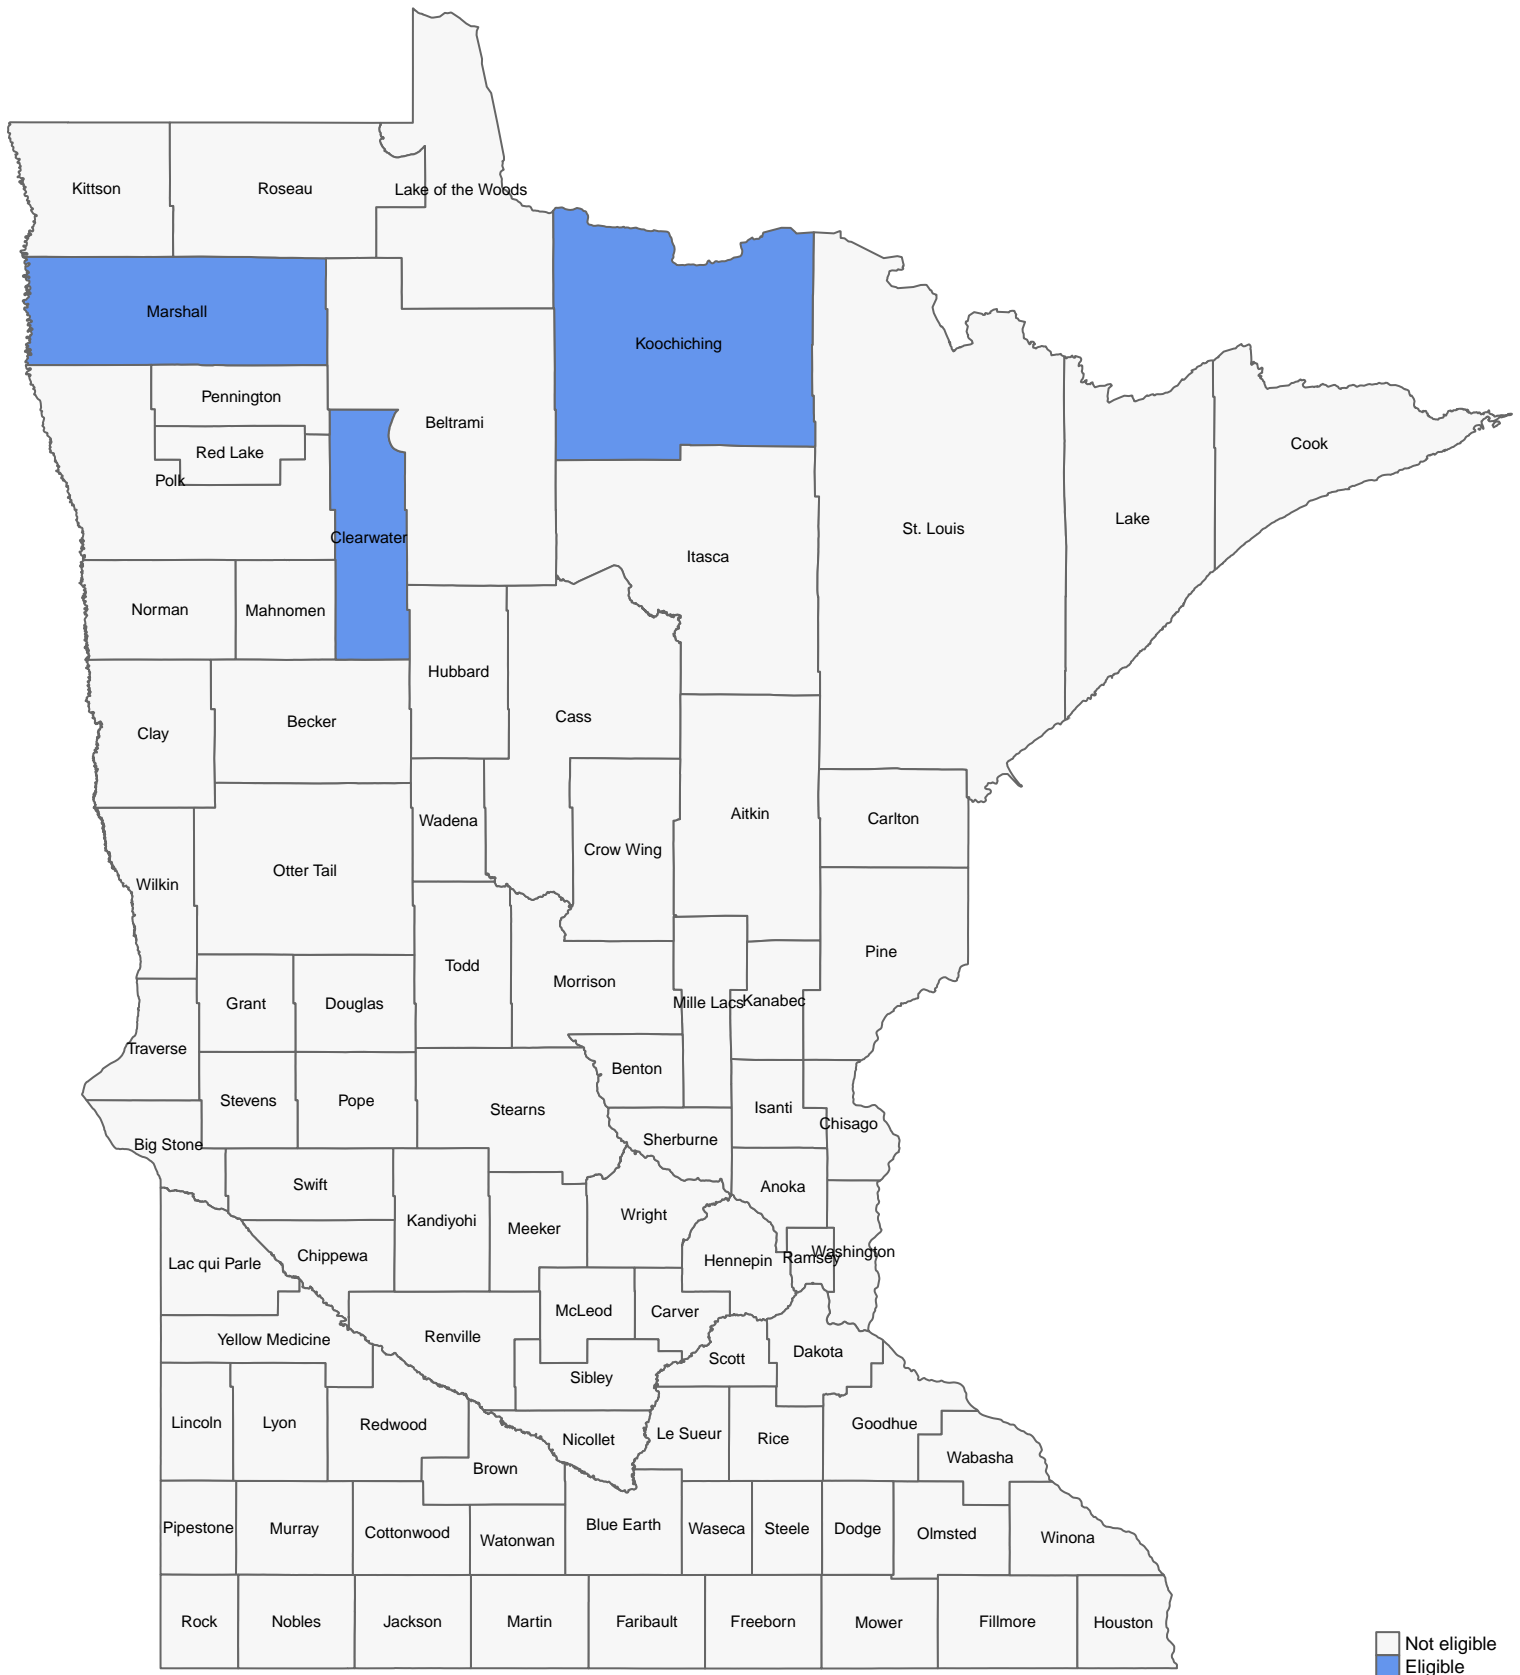 Kittson
Roseau
Lake of the Woods
Marshall
Koochiching
Pennington
Beltrami
Red Lake
Cook
Polk
Lake
St. Louis
Clearwater
Itasca
Norman
Mahnomen
Hubbard
Cass
Becker
Clay
Aitkin
Carlton
Wadena
Crow Wing
Otter Tail
Wilkin
Pine
Todd
Morrison
Grant
Douglas
Mille Lacs
Kanabec
Traverse
Benton
Stevens
Pope
Stearns
Isanti
Chisago
Sherburne
Big Stone
Swift
Anoka
Wright
Kandiyohi
Meeker
Washington
Chippewa
Ramsey
Hennepin
Lac qui Parle
McLeod
Carver
Renville
Yellow Medicine
Dakota
Scott
Sibley
Lincoln
Lyon
Redwood
Goodhue
Le Sueur
Rice
Nicollet
Wabasha
Brown
Blue Earth
Pipestone
Murray
Cottonwood
Waseca
Steele
Dodge
Olmsted
Winona
Watonwan
Rock
Nobles
Jackson
Martin
Faribault
Freeborn
Mower
Fillmore
Houston
Not eligible
Eligible